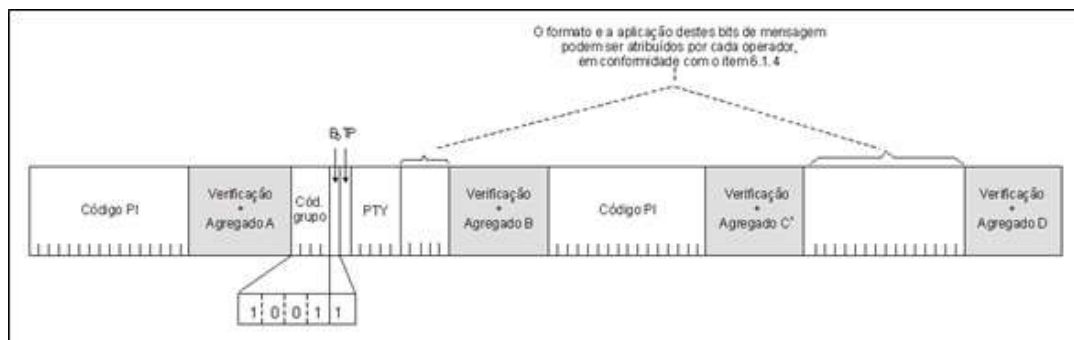 O formato e a aplicação destes bits de mensagem
podem ser atribuídos por cada operador,
em conformidade com o item 6.1.4
B₀ TP
Código PI
Verificação
+
Agregado A
Cód.
grupo
PTY
Verificação
+
Agregado B
Código PI
Verificação
+
Agregado C'
Verificação
+
Agregado D
1 0 0 1 1